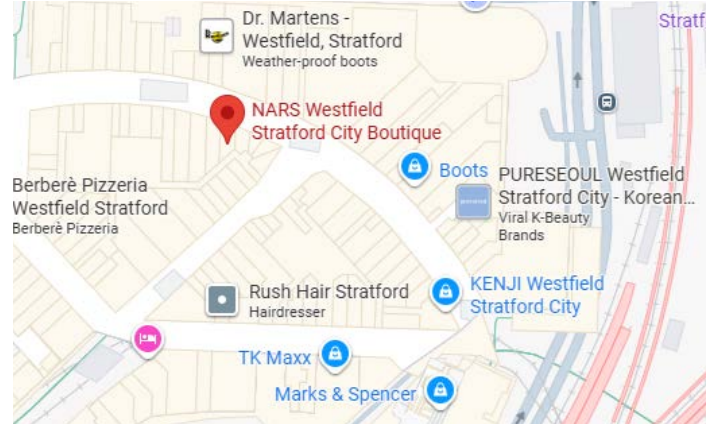 Dr. Martens -
Westfield, Stratford
Weather-proof boots
Stratf
NARS Westfield
Stratford City Boutique
Boots
PURESEOUL Westfield
Stratford City - Korean...
Viral K-Beauty
Brands
Berberè Pizzeria
Westfield Stratford
Berberè Pizzeria
Rush Hair Stratford
Hairdresser
KENJI Westfield
Stratford City
TK Maxx
Marks & Spencer